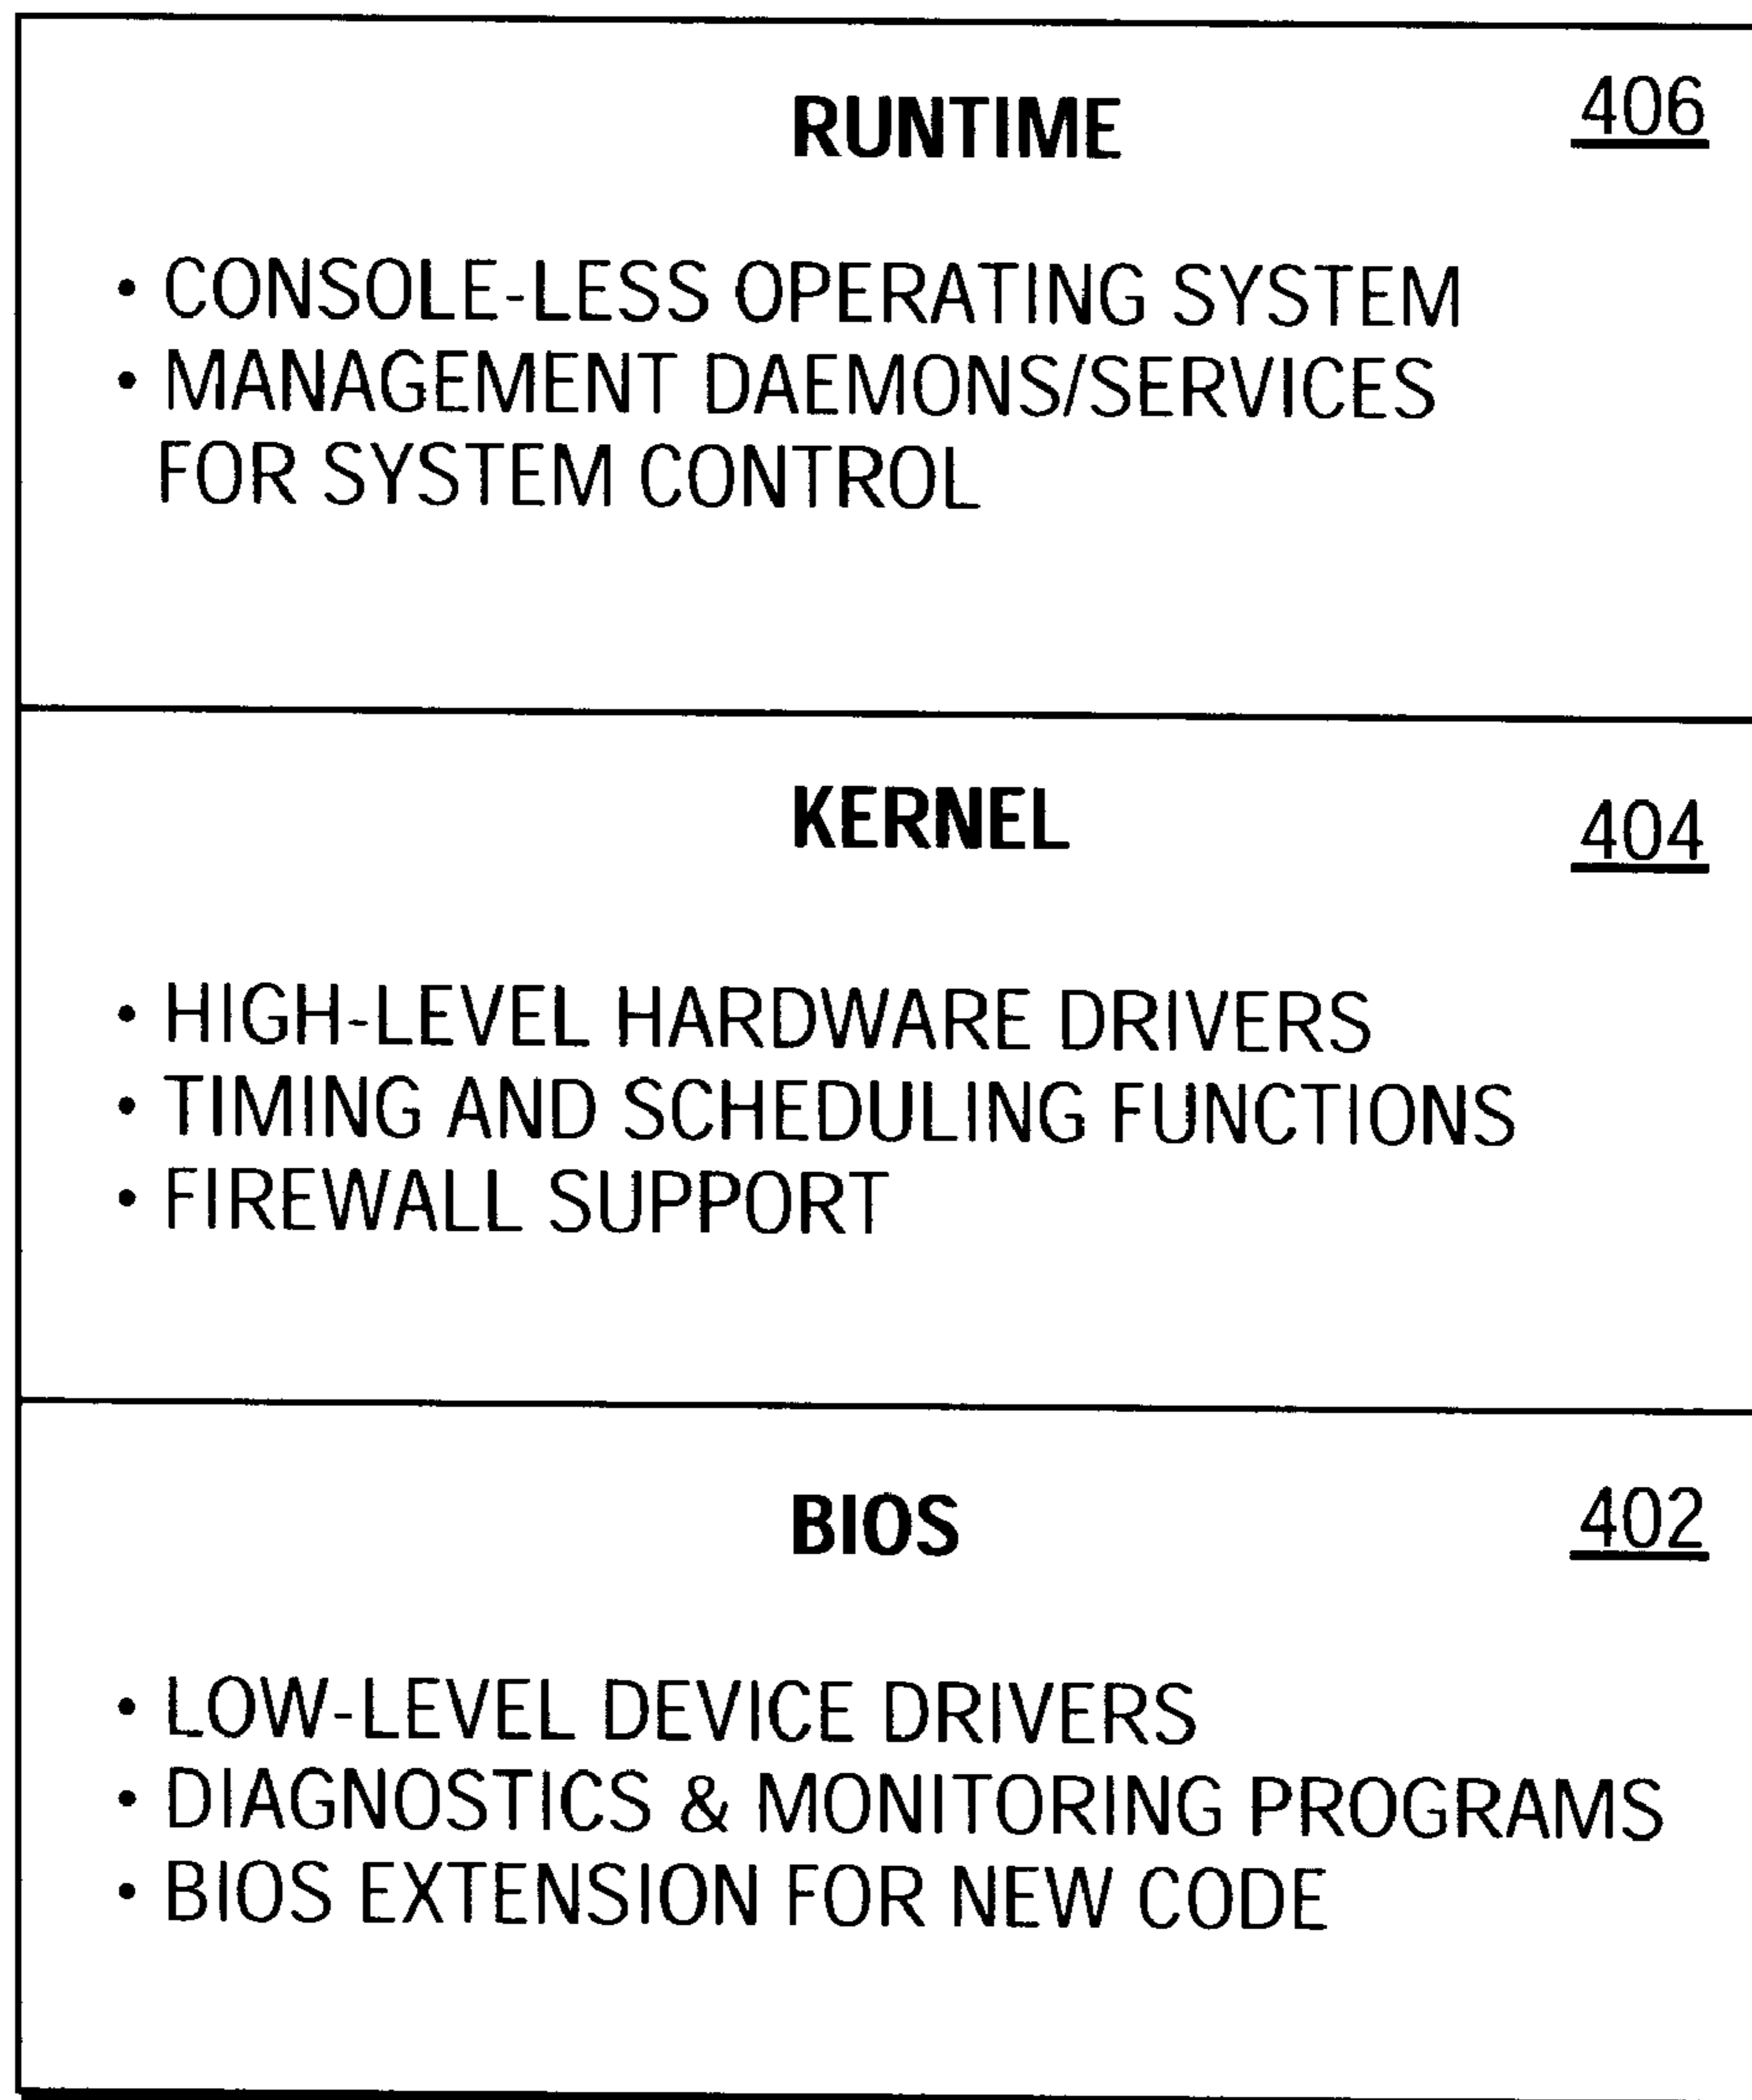 RUNTIME 406
• CONSOLE-LESS OPERATING SYSTEM
• MANAGEMENT DAEMONS/SERVICES
FOR SYSTEM CONTROL
KERNEL 404
• HIGH-LEVEL HARDWARE DRIVERS
• TIMING AND SCHEDULING FUNCTIONS
• FIREWALL SUPPORT
BIOS 402
• LOW-LEVEL DEVICE DRIVERS
• DIAGNOSTICS & MONITORING PROGRAMS
• BIOS EXTENSION FOR NEW CODE